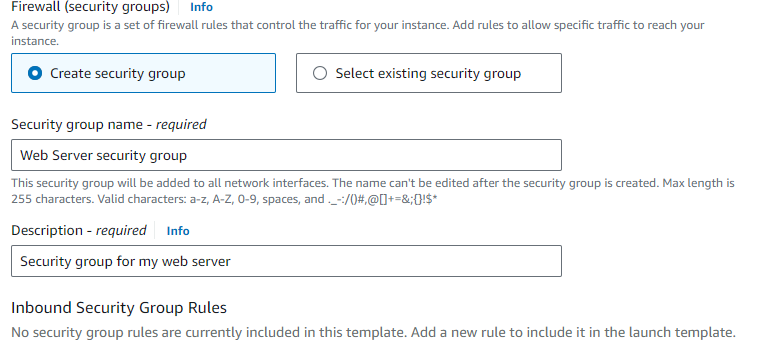 Firewall (security groups) Info
A security group is a set of firewall rules that control the traffic for your instance. Add rules to allow specific traffic to reach your
instance.
Create security group
Select existing security group
Security group name - required
Web Server security group
This security group will be added to all network interfaces. The name can't be edited after the security group is created. Max length is
255 characters. Valid characters: a-z, A-Z, 0-9, spaces, and ._-:/()#,@[]+=&;{}!$*
Description - required Info
Security group for my web server
Inbound Security Group Rules
No security group rules are currently included in this template. Add a new rule to include it in the launch template.